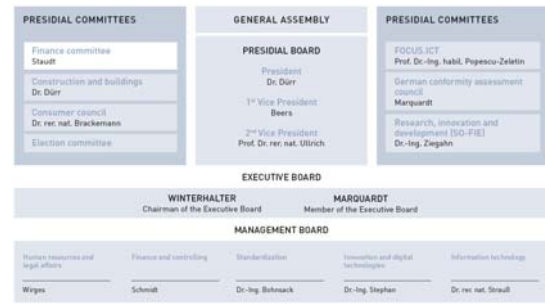 PRESIDIAL COMMITTEES
Finance committee
Staudt
Construction and buildings
Dr. Dürr
Consumer council
Dr. rer. nat. Brackemann
Election committee
GENERAL ASSEMBLY
PRESIDIAL BOARD
President
Dr. Dürr
1st Vice President
Beers
2nd Vice President
Prof. Dr. rer. nat. Ullrich
PRESIDIAL COMMITTEES
FOCUS.ICT
Prof. Dr.-Ing. habil. Popescu-Zeletin
German conformity assessment
council
Marquardt
Research, innovation and
development (SO-FIE)
Dr.-Ing. Ziegahn
EXECUTIVE BOARD
WINTERHALTER
Chairman of the Executive Board
MARQUARDT
Member of the Executive Board
MANAGEMENT BOARD
Human resources and
legal affairs
Wirges
Finance and controlling
Schmidt
Standardization
Dr.-Ing. Bahnsack
Innovation and digital
technologies
Dr.-Ing. Stephan
Information technology
Dr. rer. nat. Strauß